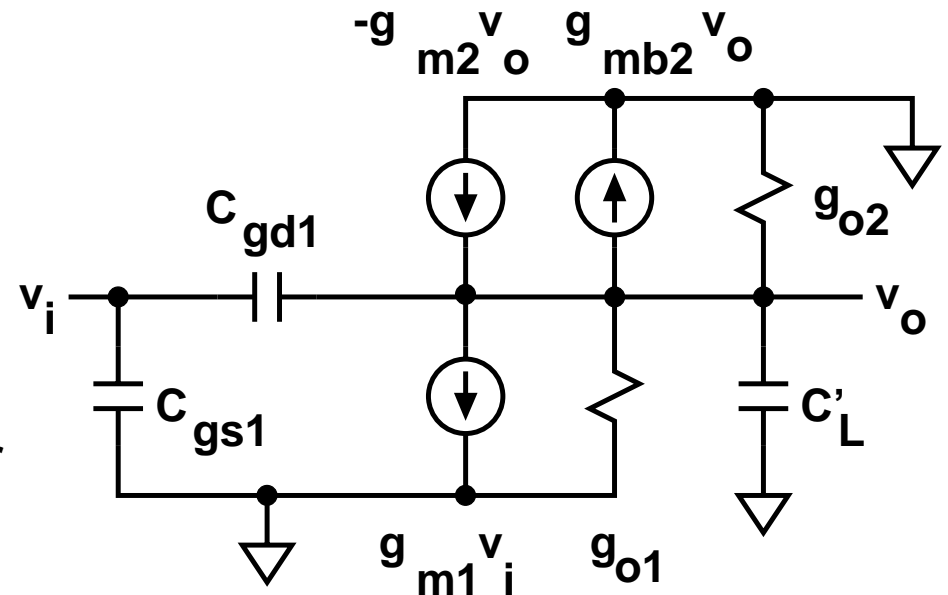 -g m2 v o g mb2 v o
C gd1
g o2
v i
v o
C gs1
C' L
g m1 v i g o1